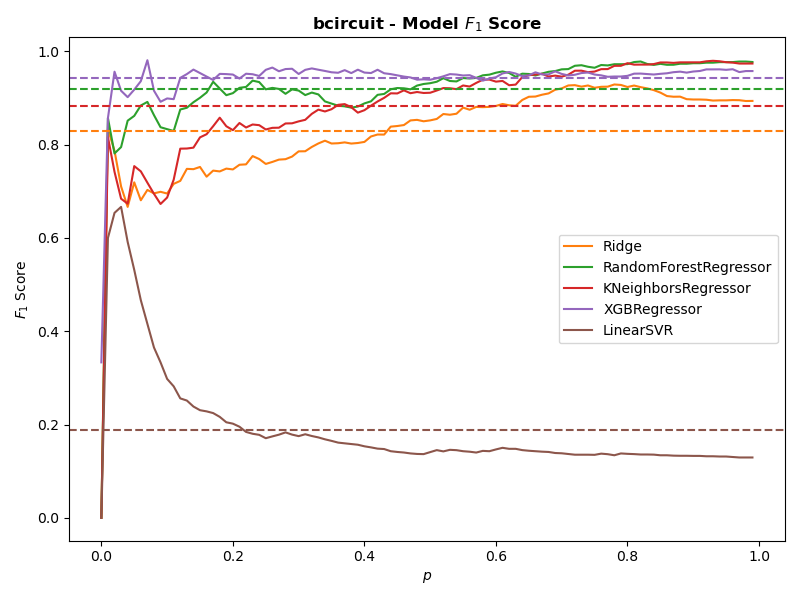 bcircuit - Model F₁ Score
F₁ Score
1.0
0.8
0.6
0.4
0.2
0.0
Ridge
RandomForestRegressor
KNeighborsRegressor
XGBRegressor
LinearSVR
0.0 0.2 0.4 0.6 0.8 1.0
p